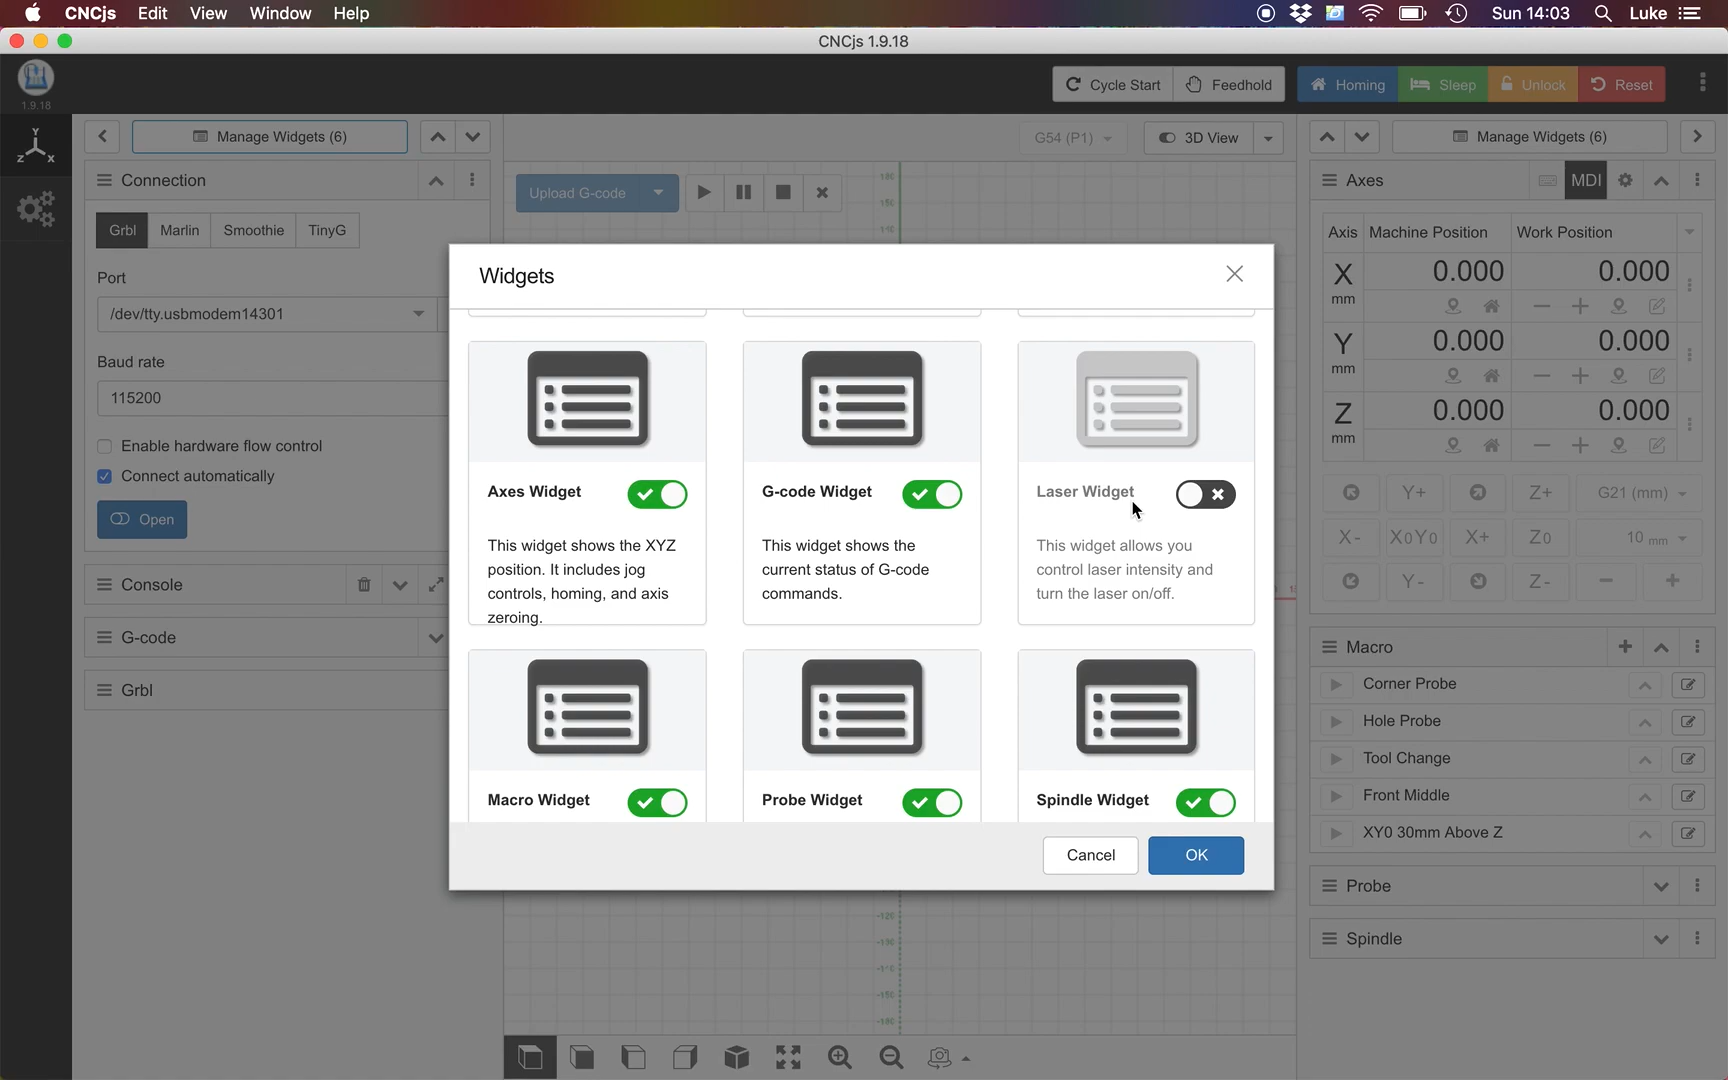 CNCjs Edit View Window Help
Sun 14:03 Luke
CNCjs 1.9.18
1.9.18
Cycle Start Feedhold Homing Sleep Unlock Reset
Manage Widgets (6)
G54 (P1) 3D View
Manage Widgets (6)
Connection
Grbl Marlin Smoothie TinyG
Port
/dev/tty.usbmodem14301
Baud rate
115200
Enable hardware flow control
Connect automatically
Open
Console
G-code
Grbl
Upload G-code
Widgets
Axes Widget
This widget shows the XYZ
position. It includes jog
controls, homing, and axis
zeroing.
G-code Widget
This widget shows the
current status of G-code
commands.
Laser Widget
This widget allows you
control laser intensity and
turn the laser on/off.
Macro Widget
Probe Widget
Spindle Widget
Cancel OK
Axes
MDI
Axis Machine Position Work Position
X 0.000 0.000
mm
Y 0.000 0.000
mm
Z 0.000 0.000
mm
Y+ Z+ G21 (mm)
X- X0Y0 X+ Z0 10 mm
Y- Z-
Macro
Corner Probe
Hole Probe
Tool Change
Front Middle
XY0 30mm Above Z
Probe
Spindle